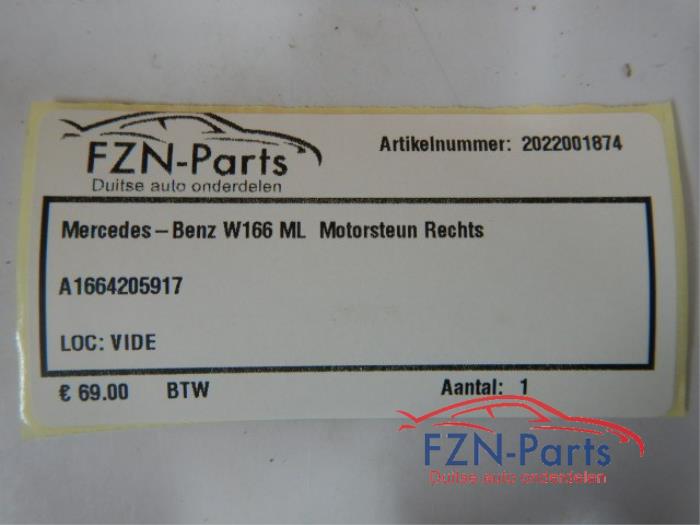 FZN-Parts
Duitse auto onderdelen
Artikelnummer: 2022001874
Mercedes-Benz W166 ML Motorsteun Rechts
A1664205917
LOC: VIDE
€ 69.00 BTW Aantal: 1
FZN-Parts
Duitse auto onderdelen